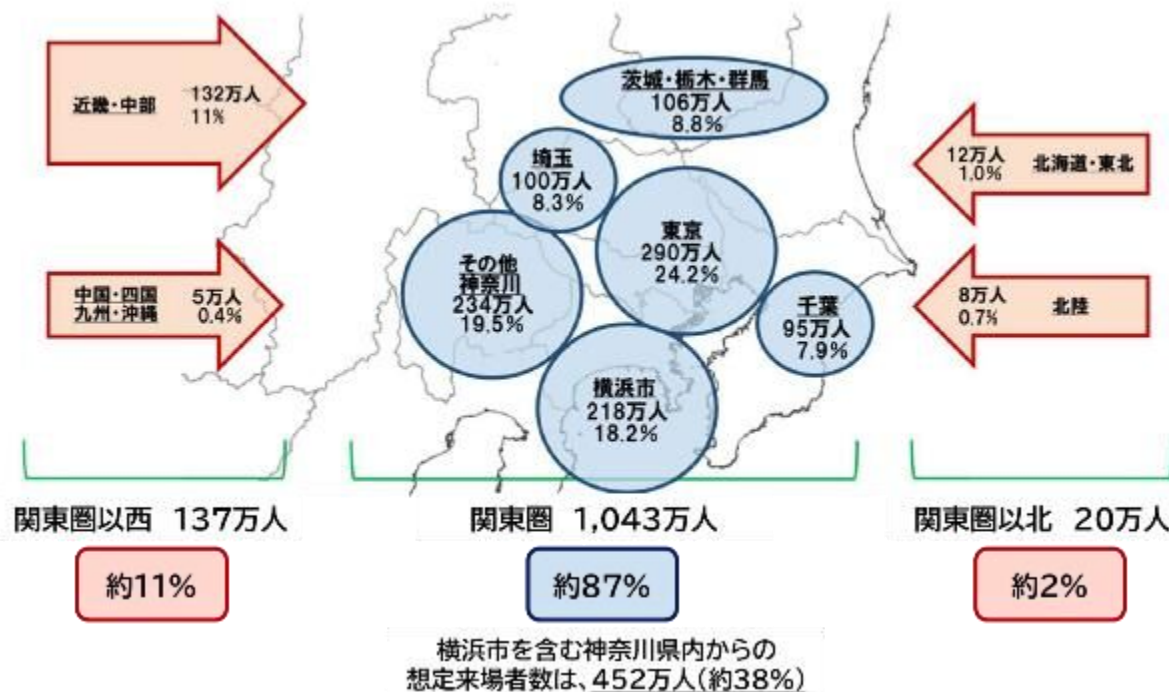 近畿・中部 132万人
11%
茨城・栃木・群馬
106万人
8.8%
埼玉
100万人
8.3%
12万人 北海道・東北
1.0%
東京
290万人
24.2%
その他
神奈川
234万人
19.5%
中国・四国 5万人
九州・沖縄 0.4%
千葉
95万人
7.9%
8万人 北陸
0.7%
横浜市
218万人
18.2%
関東圏以西 137万人
関東圏 1,043万人
関東圏以北 20万人
約11%
約87%
約2%
横浜市を含む神奈川県内からの
想定来場者数は、452万人(約38%)